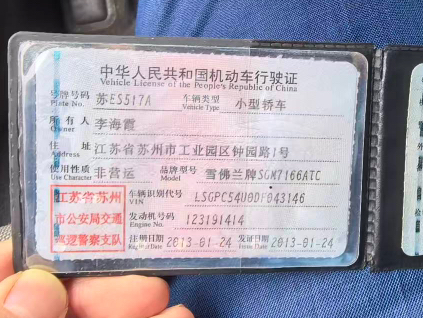 中华人民共和国机动车行驶证
Vehicle License of the People's Republic of China
号牌号码 苏ES517A 车辆类型 小型轿车
Plate No. Vehicle Type
所有人 李海霞
Owner
住址 江苏省苏州市工业园区钟园路1号
Address
使用性质 非营运 品牌型号 雪佛兰牌SGM7166ATC
Use Character Model
江苏省苏州 车辆识别代号 LSGPC54U0DF043146
VIN
市公安局交通 发动机号码 123191414
Engine No.
巡逻警察支队 注册日期 2013-01-24 发证日期 2013-01-24
Register Date Issue Date